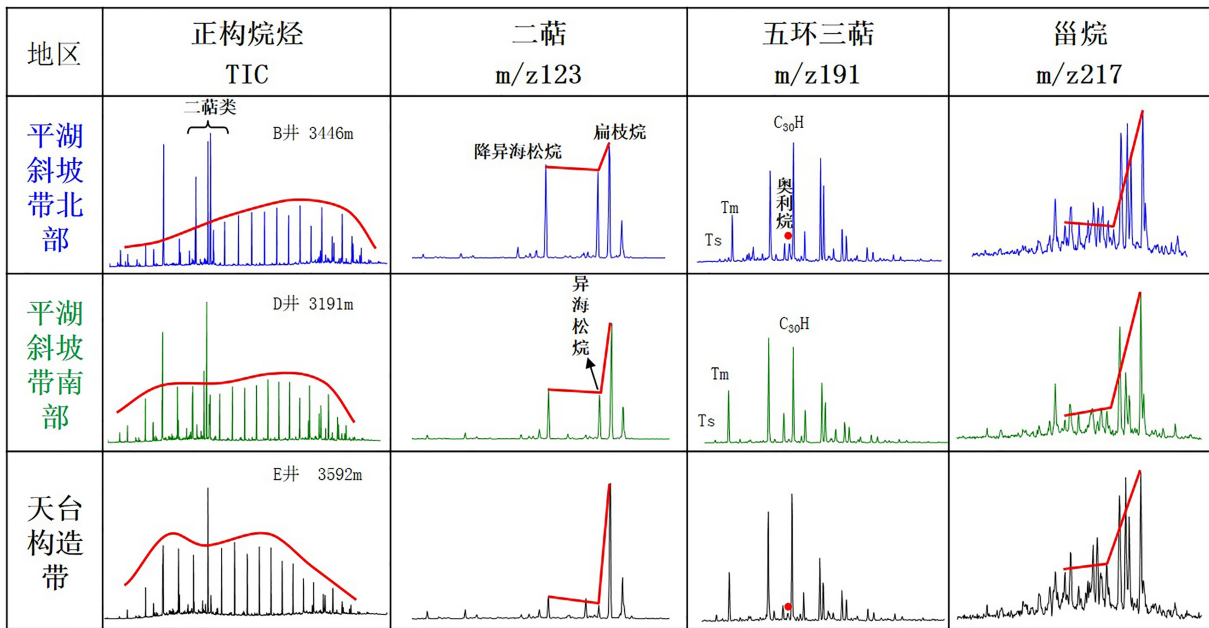 地区
正构烷烃
TIC
二萜
m/z123
五环三萜
m/z191
甾烷
m/z217
平湖
斜坡
带北
部
二萜类
B井 3446m
降异海松烷
扁枝烷
C30H
奥利烷
Tm
Ts
平湖
斜坡
带南
部
D井 3191m
异海松烷
C30H
Tm
Ts
天台
构造
带
E井 3592m